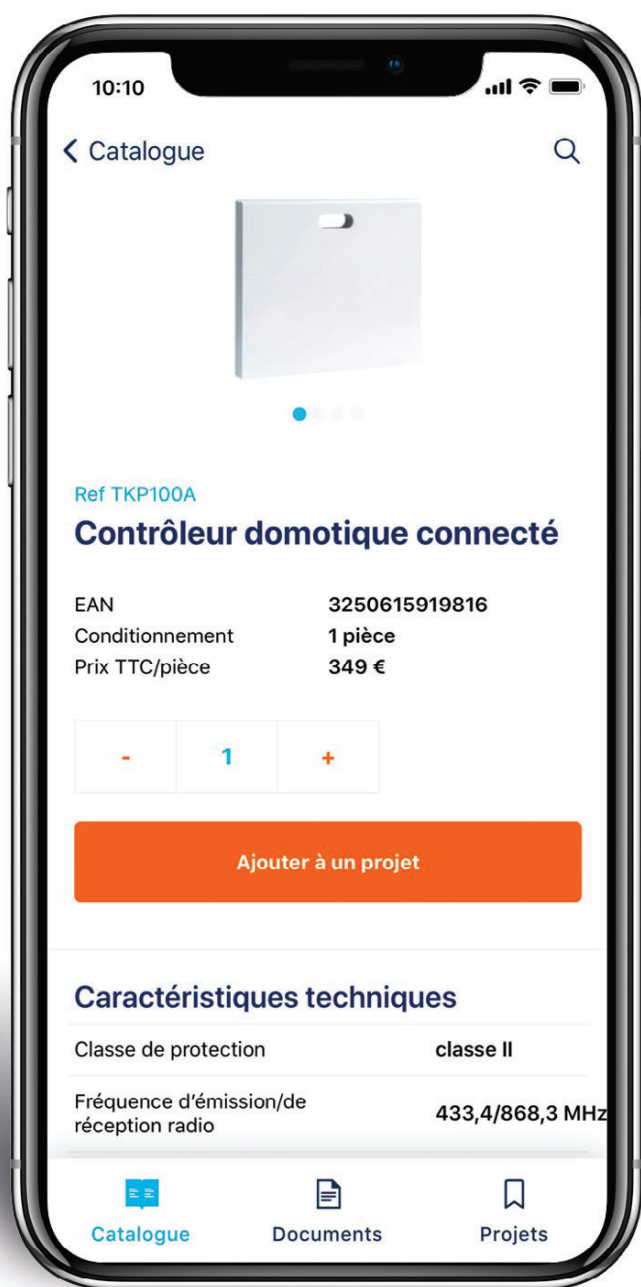 10:10
Catalogue
Ref TKP100A
Contrôleur domotique connecté
EAN 3250615919816
Conditionnement 1 pièce
Prix TTC/pièce 349 €
- 1 +
Ajouter à un projet
Caractéristiques techniques
Classe de protection classe II
Fréquence d'émission/de
réception radio 433,4/868,3 MHz
Catalogue Documents Projets